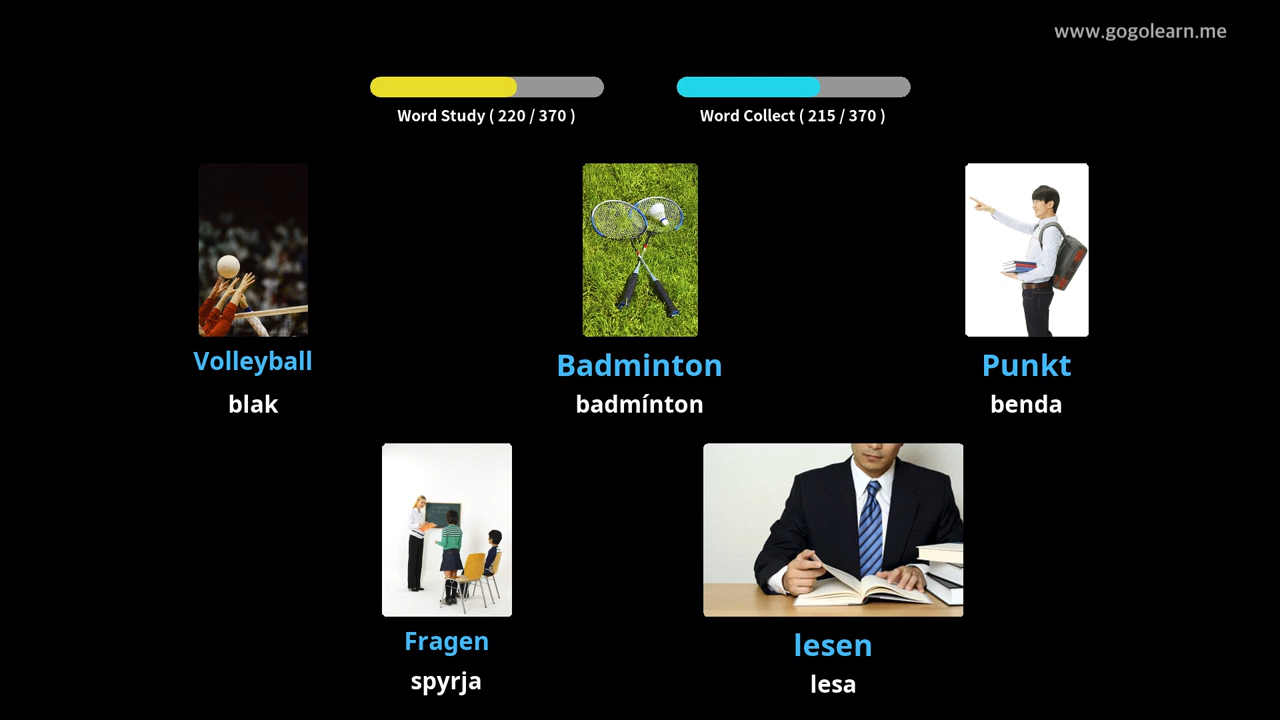 www.gogolearn.me
Word Study ( 220 / 370 )
Word Collect ( 215 / 370 )
Volleyball
blak
Badminton
badmínton
Punkt
benda
Fragen
spyrja
lesen
lesa